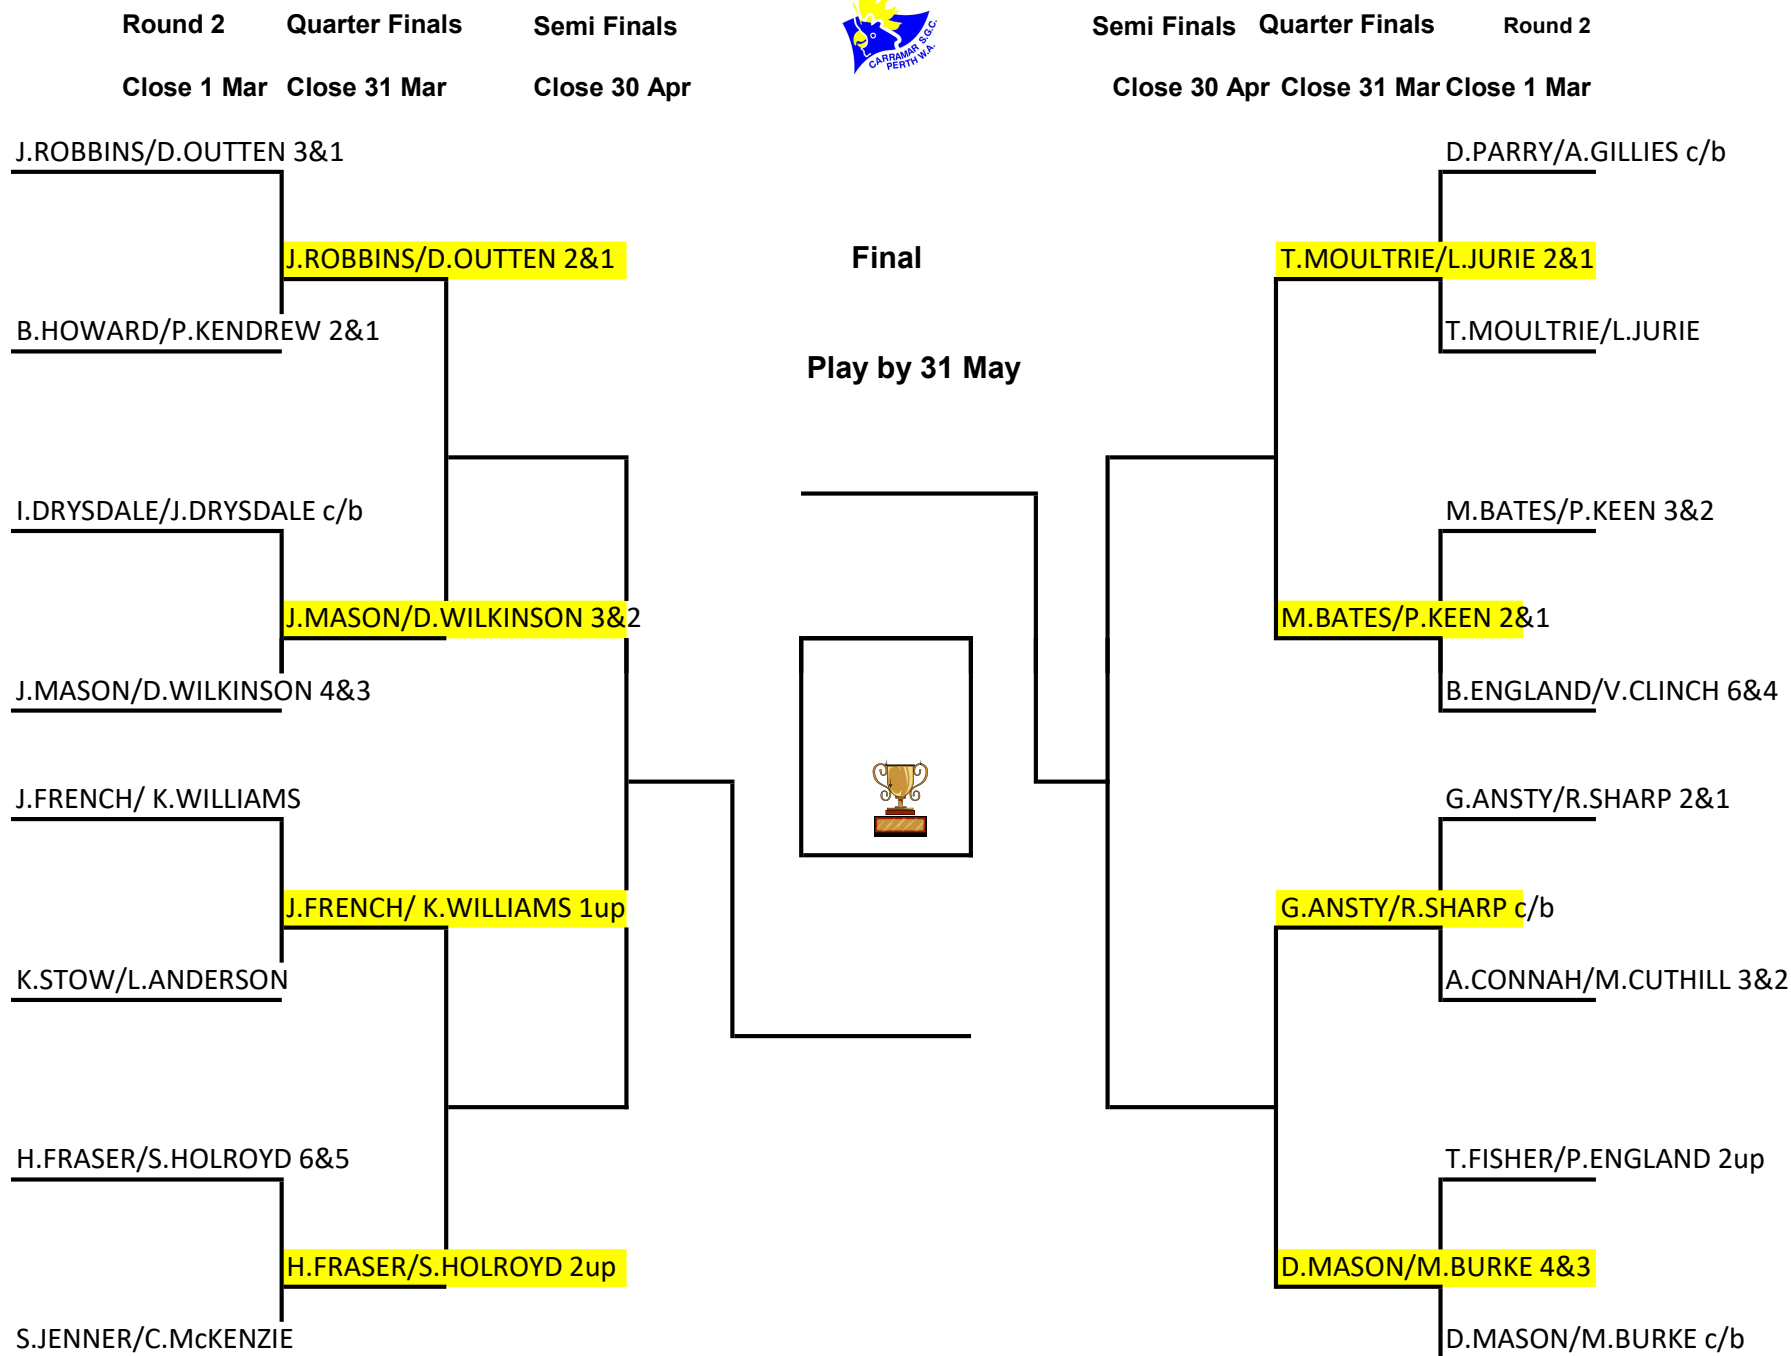 Round 2 Quarter Finals Semi Finals
CARRAMAR S.G.C.
PERTH W.A.
Semi Finals Quarter Finals Round 2
Close 1 Mar Close 31 Mar Close 30 Apr
Close 30 Apr Close 31 Mar Close 1 Mar
J.ROBBINS/D.OUTTEN 3&1
D.PARRY/A.GILLIES c/b
J.ROBBINS/D.OUTTEN 2&1
Final
T.MOULTRIE/L.JURIE 2&1
B.HOWARD/P.KENDREW 2&1
T.MOULTRIE/L.JURIE
Play by 31 May
I.DRYSDALE/J.DRYSDALE c/b
M.BATES/P.KEEN 3&2
J.MASON/D.WILKINSON 3&2
M.BATES/P.KEEN 2&1
J.MASON/D.WILKINSON 4&3
B.ENGLAND/V.CLINCH 6&4
J.FRENCH/ K.WILLIAMS
G.ANSTY/R.SHARP 2&1
J.FRENCH/ K.WILLIAMS 1up
G.ANSTY/R.SHARP c/b
K.STOW/L.ANDERSON
A.CONNAH/M.CUTHILL 3&2
H.FRASER/S.HOLROYD 6&5
T.FISHER/P.ENGLAND 2up
H.FRASER/S.HOLROYD 2up
D.MASON/M.BURKE 4&3
S.JENNER/C.McKENZIE
D.MASON/M.BURKE c/b